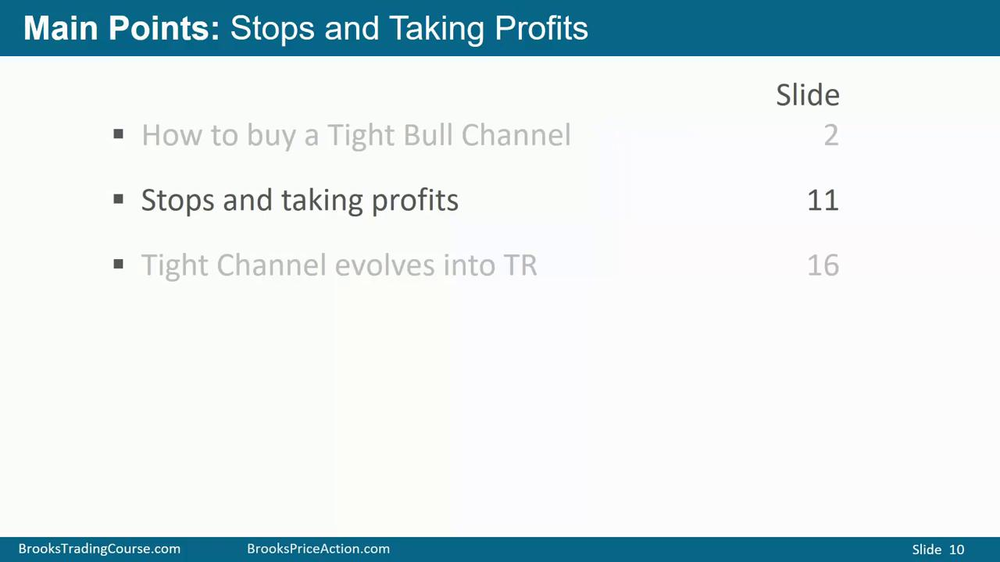 Main Points: Stops and Taking Profits
Slide
▪ How to buy a Tight Bull Channel 2
▪ Stops and taking profits 11
▪ Tight Channel evolves into TR 16
BrooksTradingCourse.com BrooksPriceAction.com Slide 10